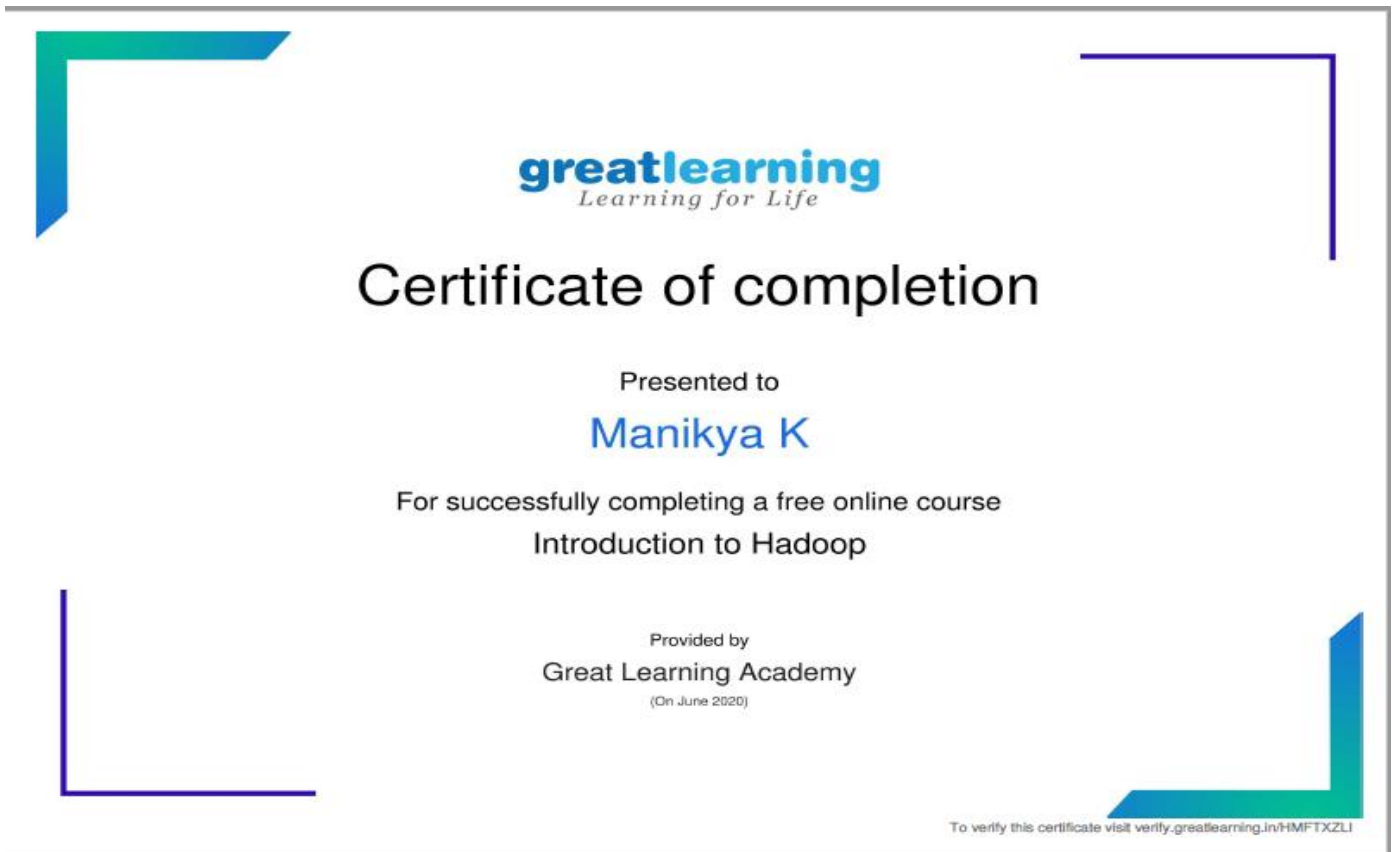 greatlearning
Learning for Life
Certificate of completion
Presented to
Manikya K
For successfully completing a free online course
Introduction to Hadoop
Provided by
Great Learning Academy
(On June 2020)
To verify this certificate visit verify.greatlearning.in/HMFTXZLI